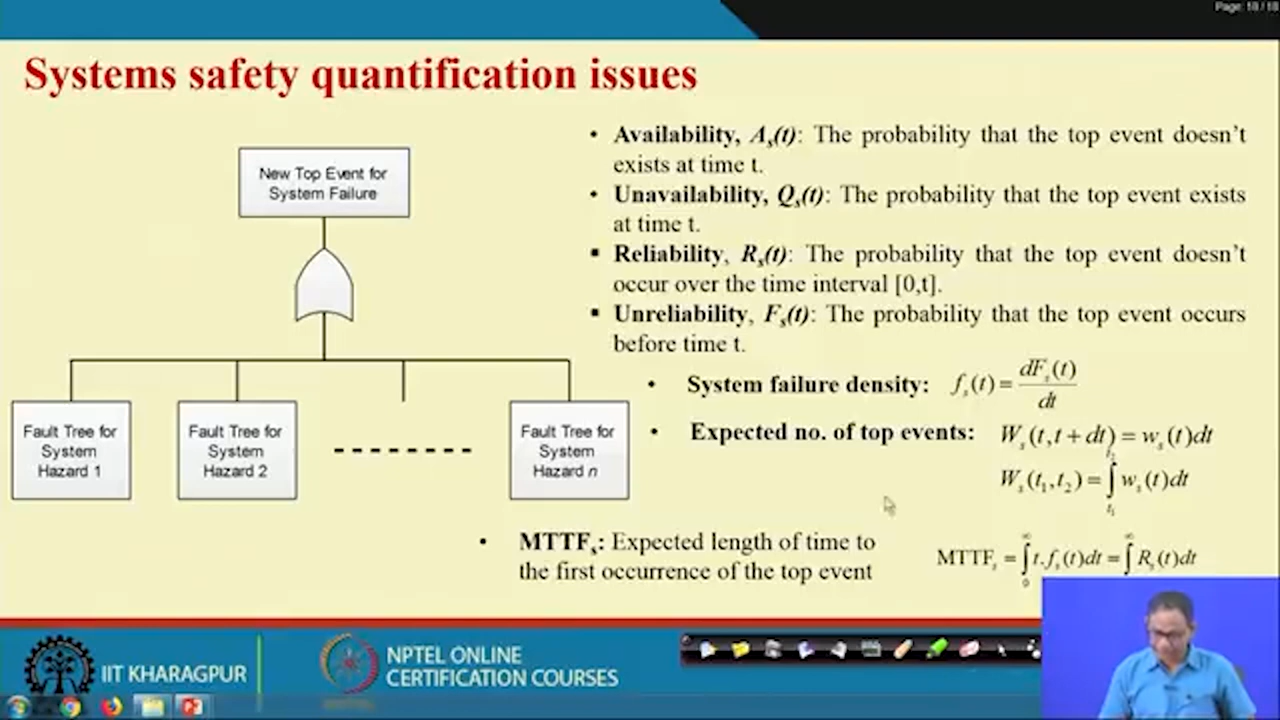 Page: 18 / 18
Systems safety quantification issues
New Top Event for
System Failure
Fault Tree for
System
Hazard 1
Fault Tree for
System
Hazard 2
Fault Tree for
System
Hazard n
• Availability, Aₛ(t): The probability that the top event doesn’t
exists at time t.
• Unavailability, Qₛ(t): The probability that the top event exists
at time t.
▪ Reliability, Rₛ(t): The probability that the top event doesn’t
occur over the time interval [0,t].
▪ Unreliability, Fₛ(t): The probability that the top event occurs
before time t.
• System failure density: fₛ(t) = dFₛ(t)/dt
• Expected no. of top events: Wₛ(t, t + dt) = wₛ(t)dt
Wₛ(t₁, t₂) = ∫ₜ₁ᵗ² wₛ(t)dt
• MTTFₛ: Expected length of time to
the first occurrence of the top event
MTTFₛ = ∫₀^∞ t.fₛ(t)dt = ∫^∞ Rₛ(t)dt
IIT KHARAGPUR
NPTEL ONLINE
CERTIFICATION COURSES